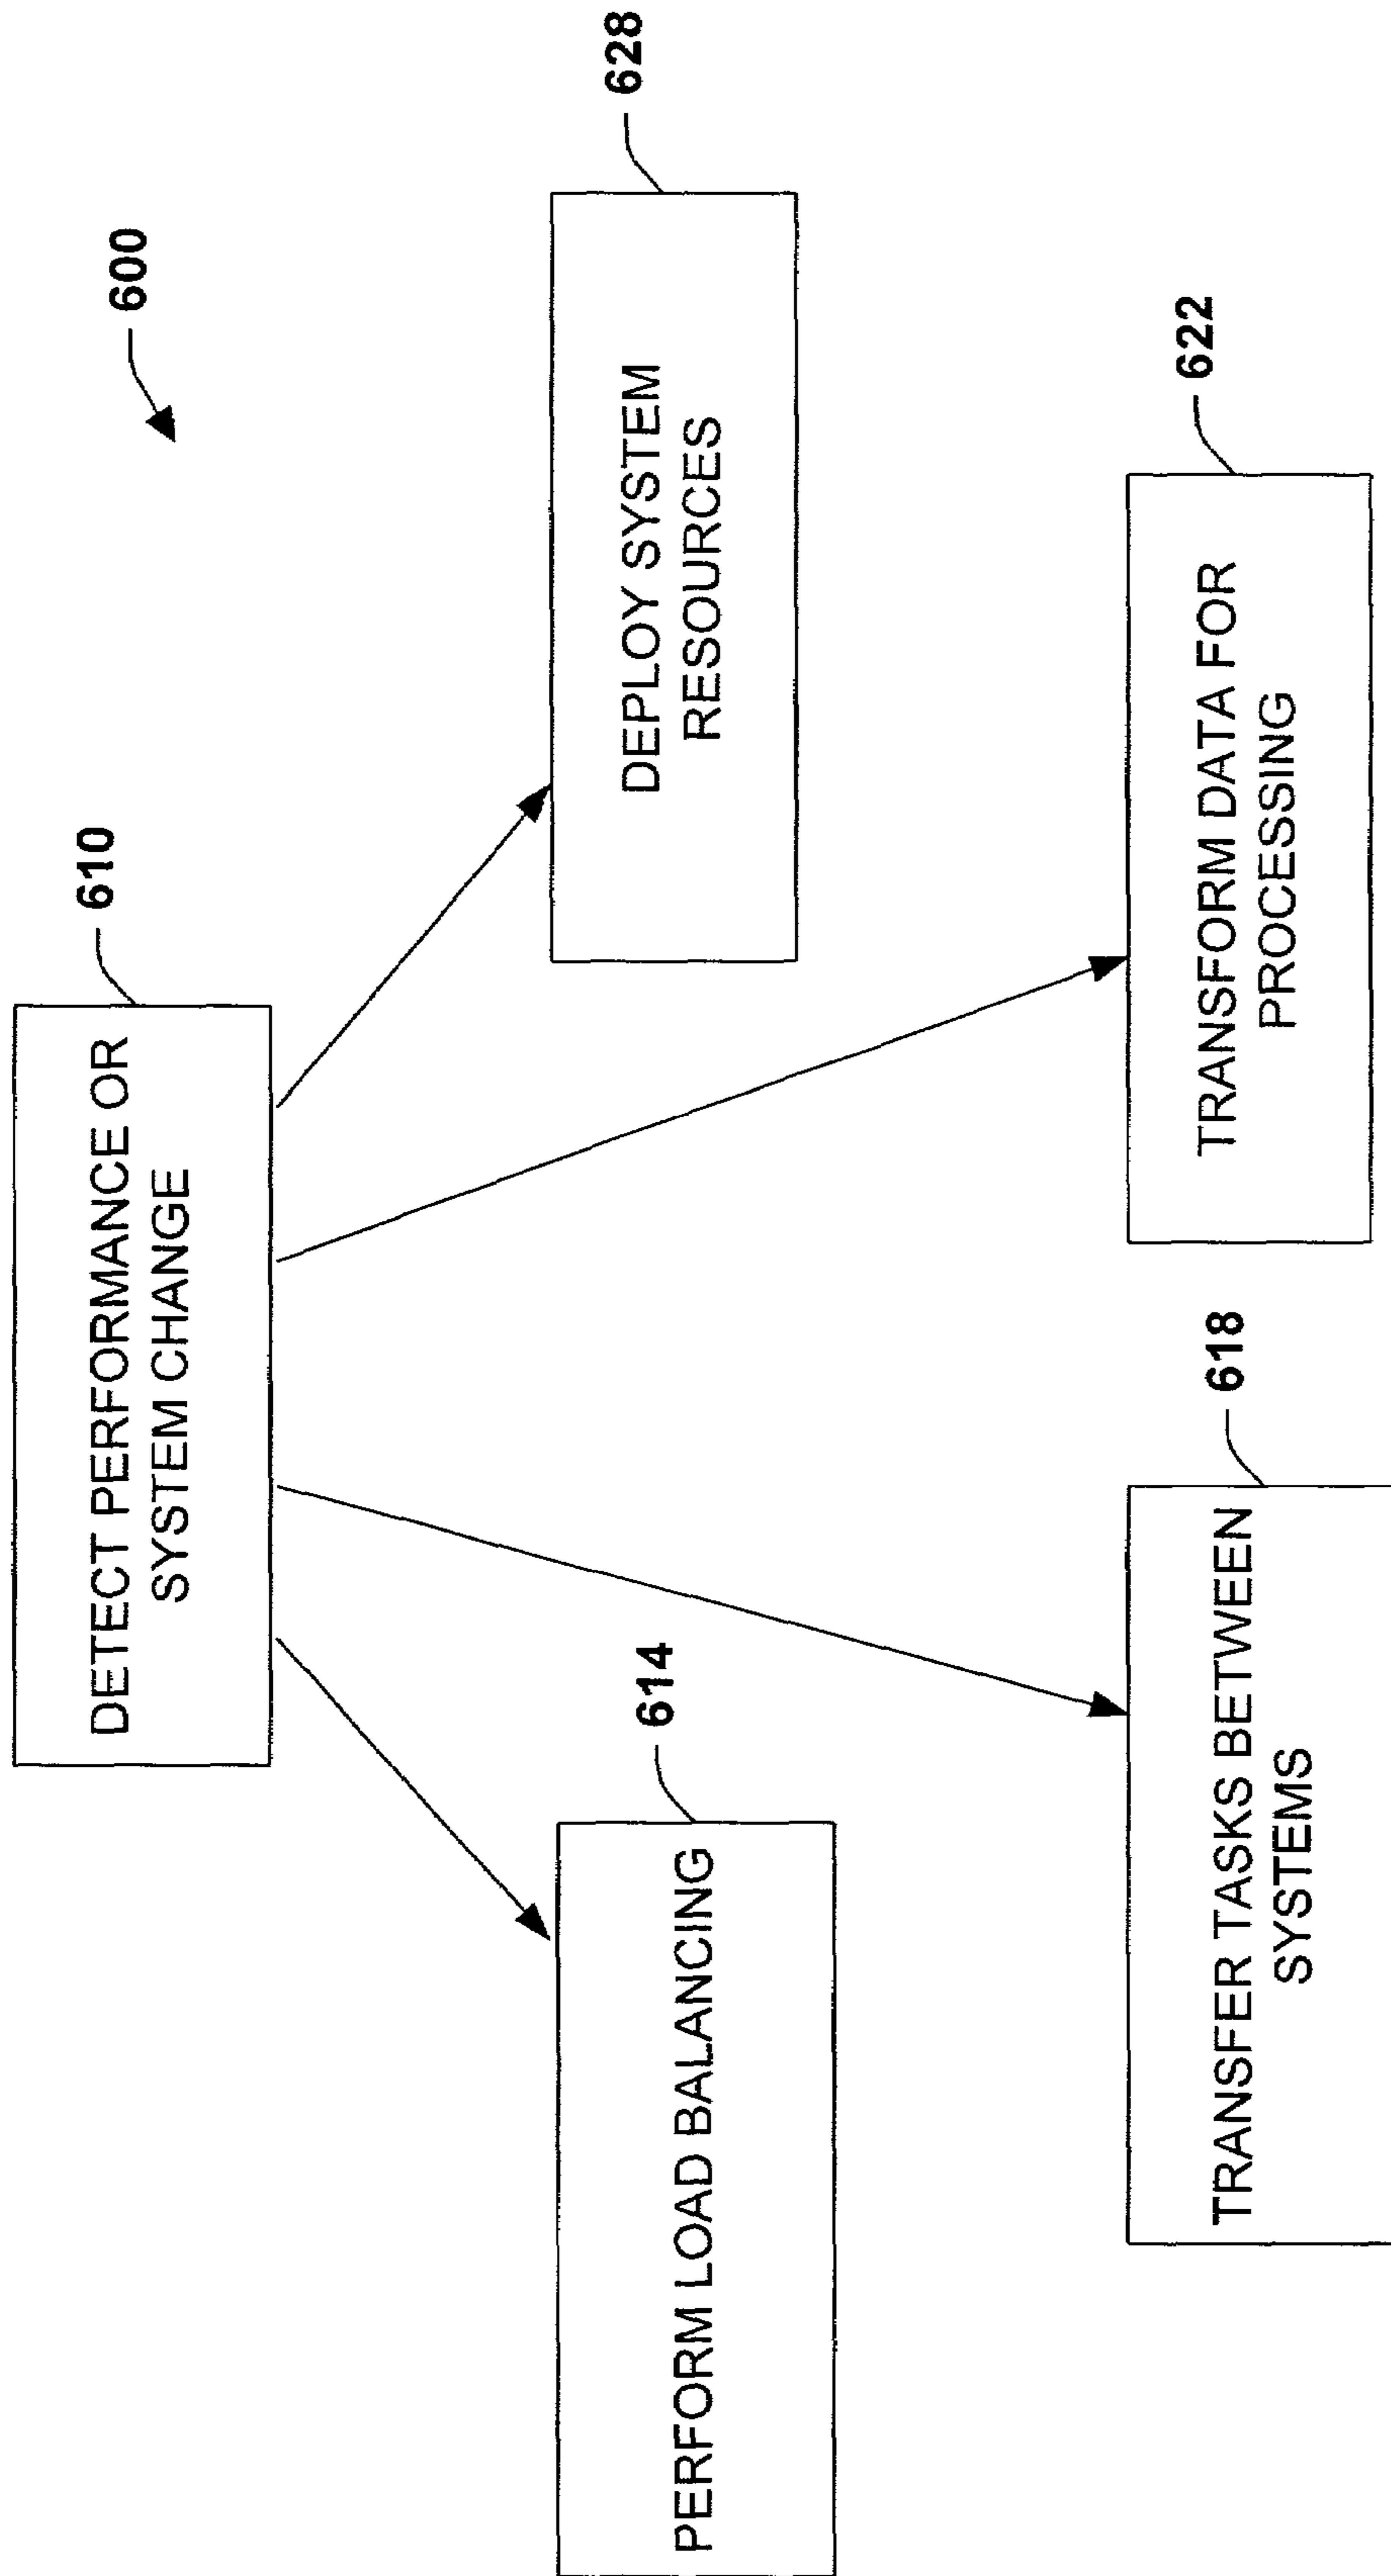 600
610
DETECT PERFORMANCE OR
SYSTEM CHANGE
614
PERFORM LOAD BALANCING
628
DEPLOY SYSTEM
RESOURCES
618
TRANSFER TASKS BETWEEN
SYSTEMS
622
TRANSFORM DATA FOR
PROCESSING